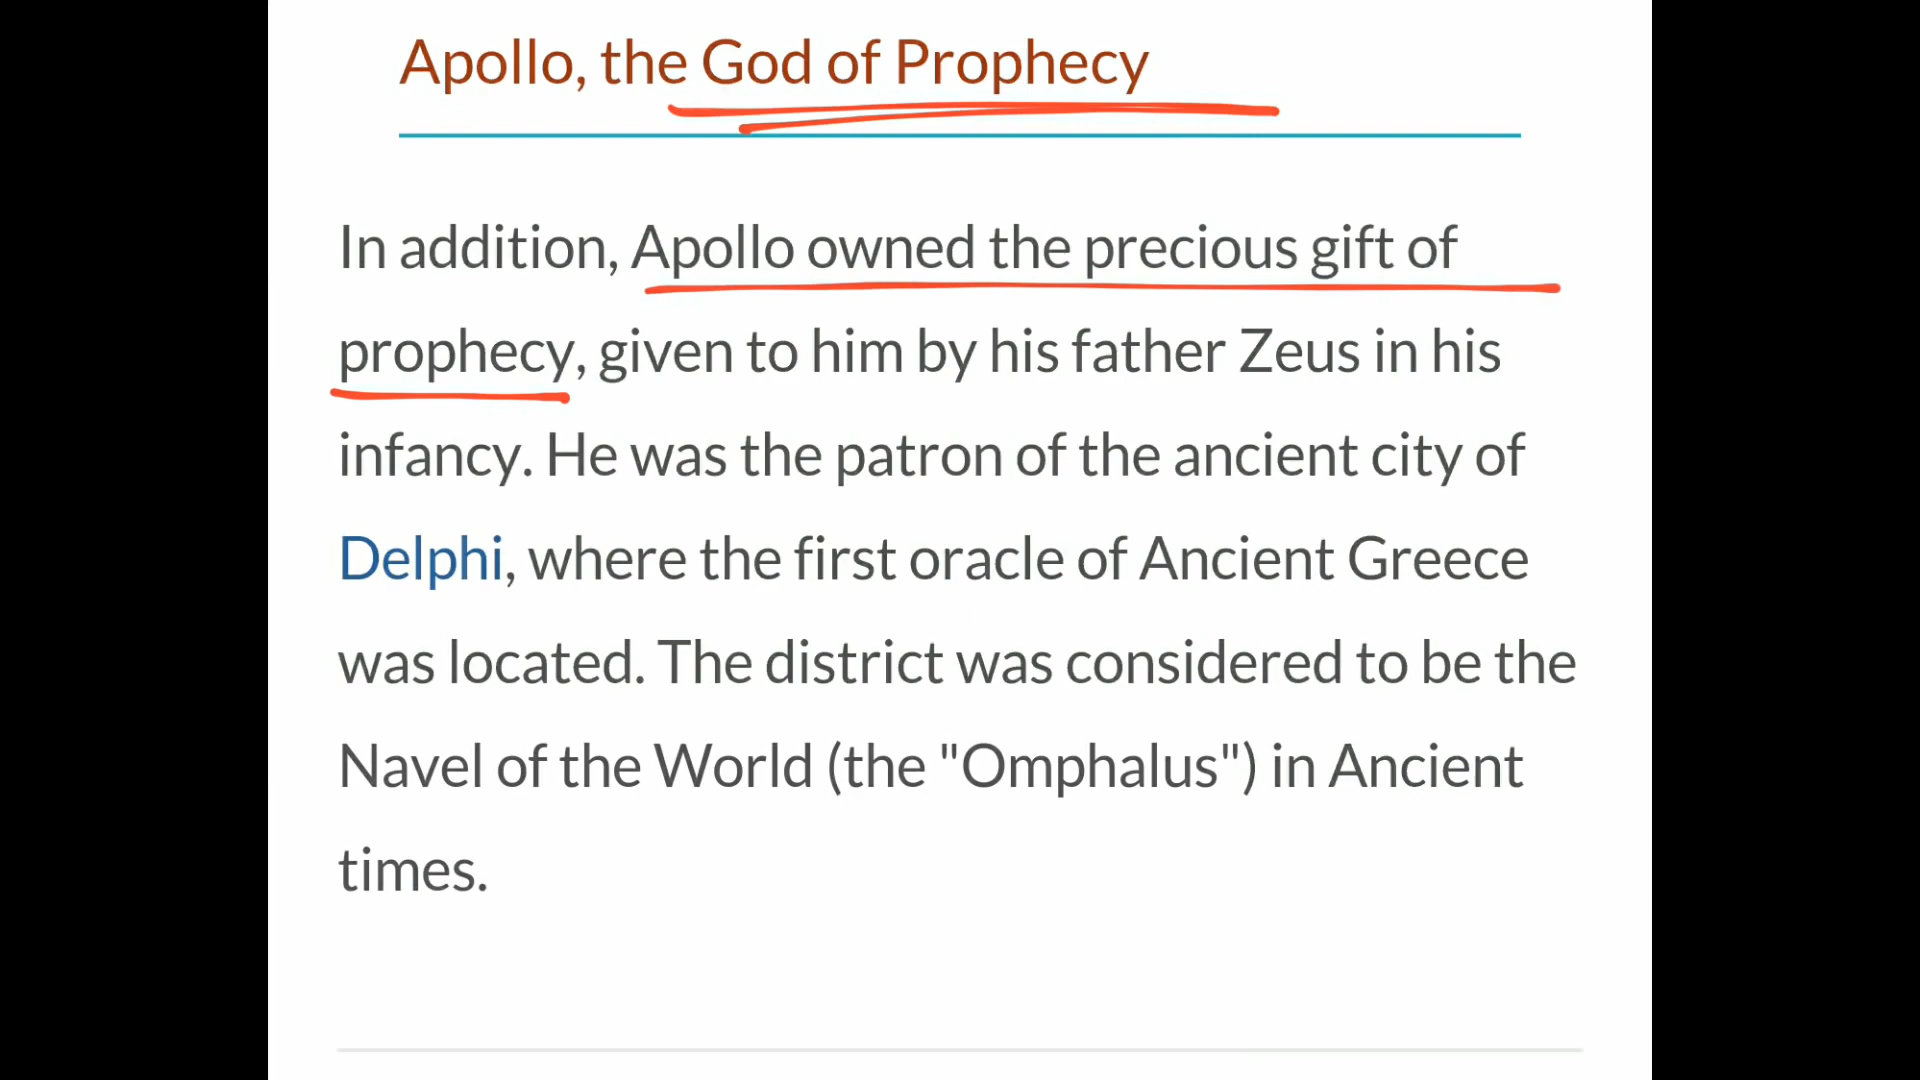 Apollo, the God of Prophecy
In addition, Apollo owned the precious gift of
prophecy, given to him by his father Zeus in his
infancy. He was the patron of the ancient city of
Delphi, where the first oracle of Ancient Greece
was located. The district was considered to be the
Navel of the World (the "Omphalus") in Ancient
times.